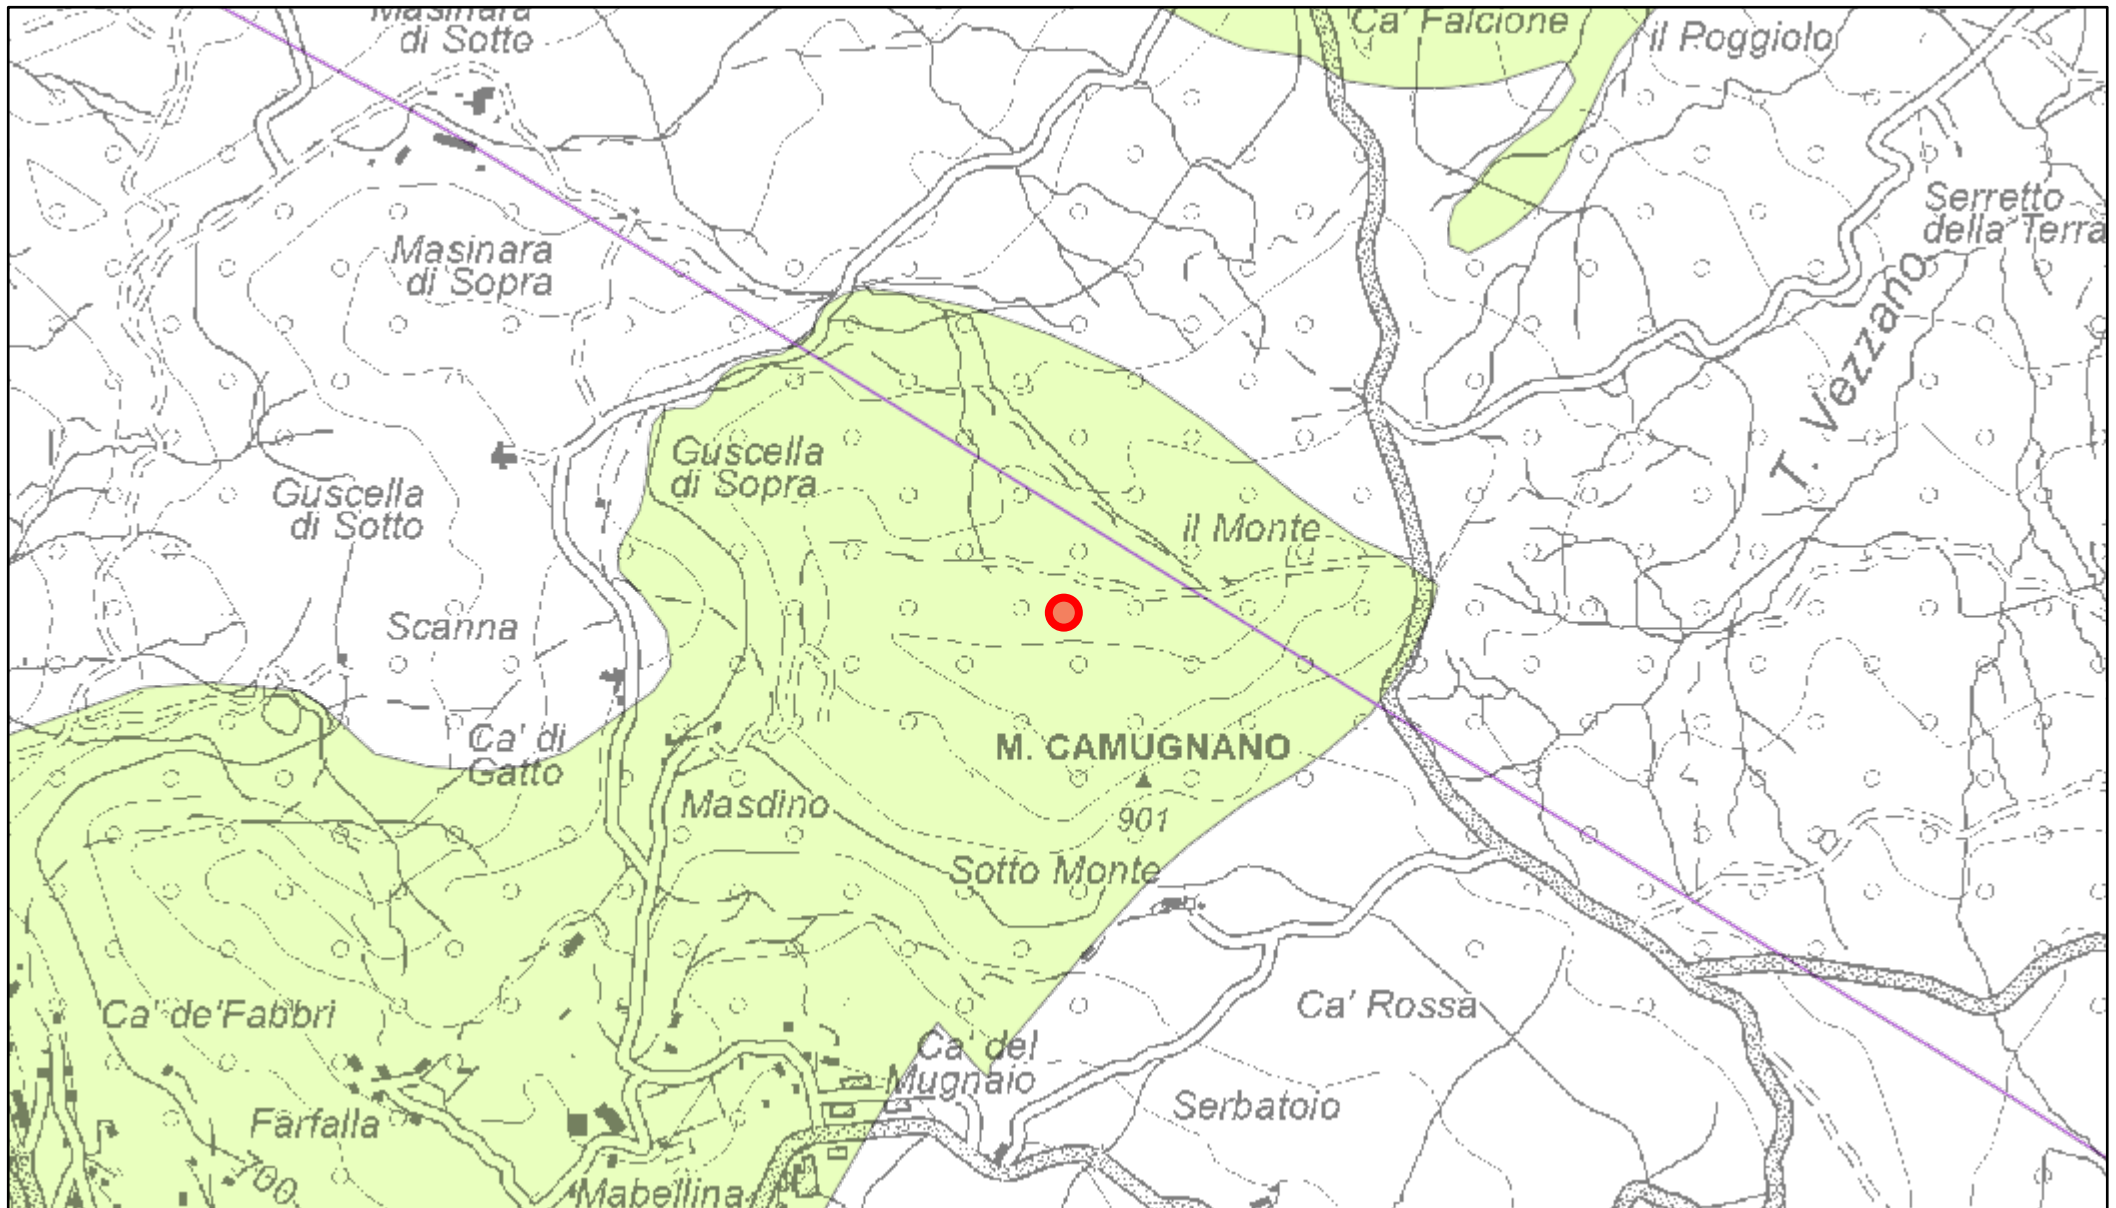 Masinara
di Sotto
Ca' Falcione
il Poggiolo
Serretto
della Terra
Masinara
di Sopra
T. Vezzano
Guscella
di Sopra
Guscella
di Sotto
il Monte
Scanna
Ca' di
Gatto
M. CAMUGNANO
901
Masdino
Sotto Monte
Ca' de'Fabbri
Ca' Rossa
Ca' del
Mugnaio
Farfalla
Serbatoio
700
Mabellina